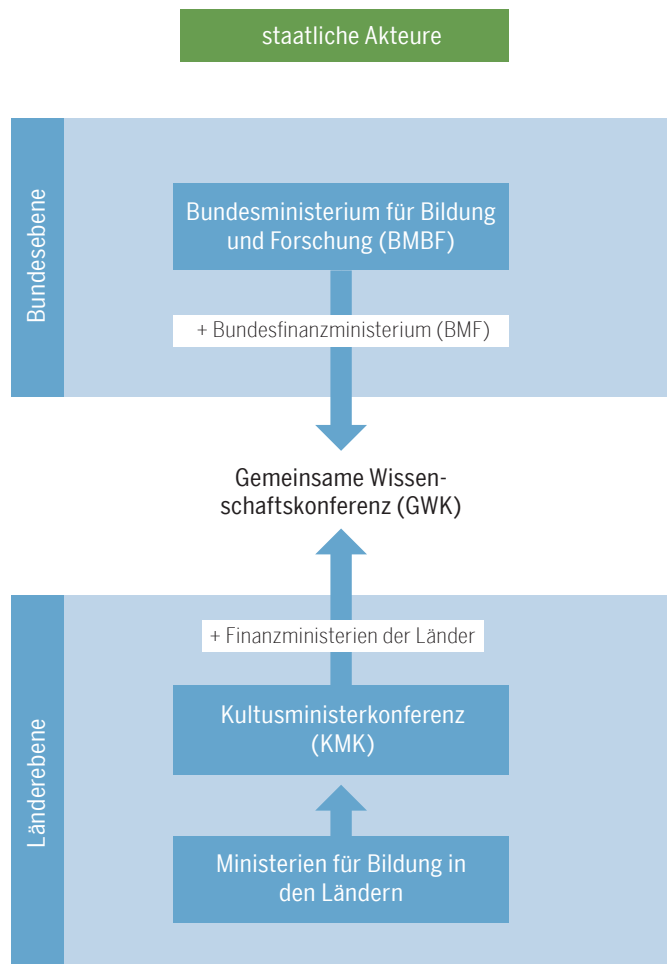 staatliche Akteure
Bundesebene
Bundesministerium für Bildung
und Forschung (BMBF)
+ Bundesfinanzministerium (BMF)
Gemeinsame Wissen-
schaftskonferenz (GWK)
Länderebene
+ Finanzministerien der Länder
Kultusministerkonferenz
(KMK)
Ministerien für Bildung in
den Ländern